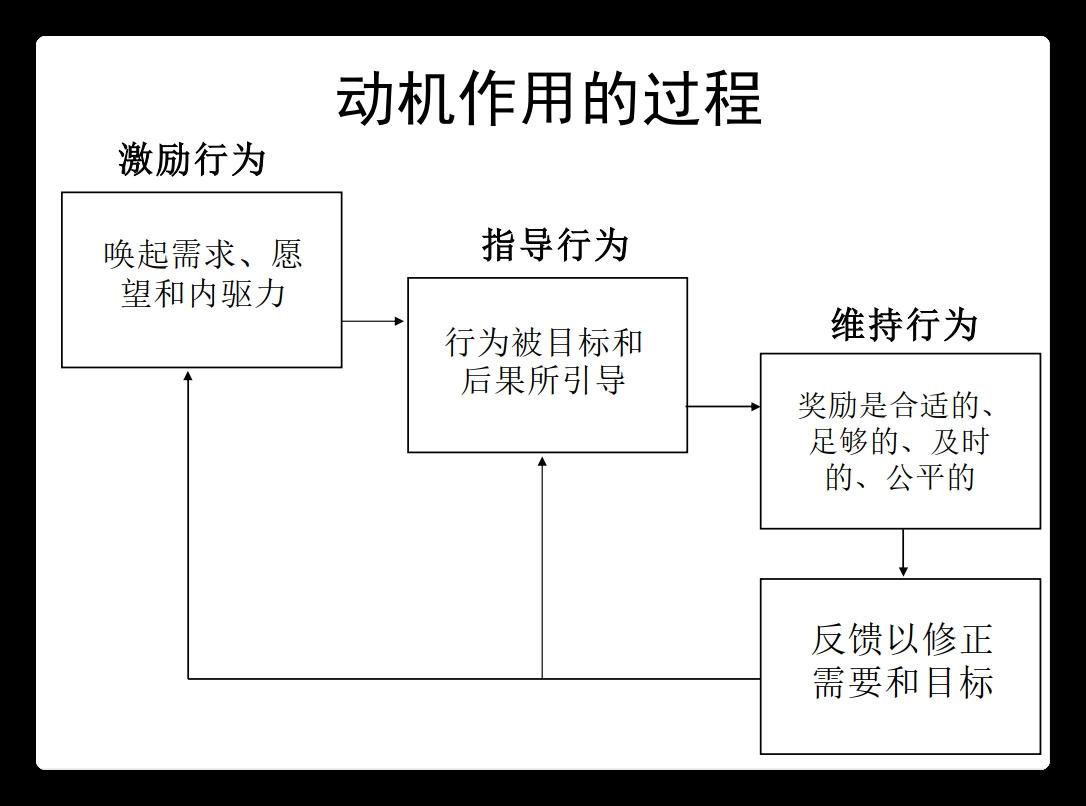 动机作用的过程
激励行为
唤起需求、愿
望和内驱力
指导行为
行为被目标和
后果所引导
维持行为
奖励是合适的、
足够的、及时
的、公平的
反馈以修正
需要和目标